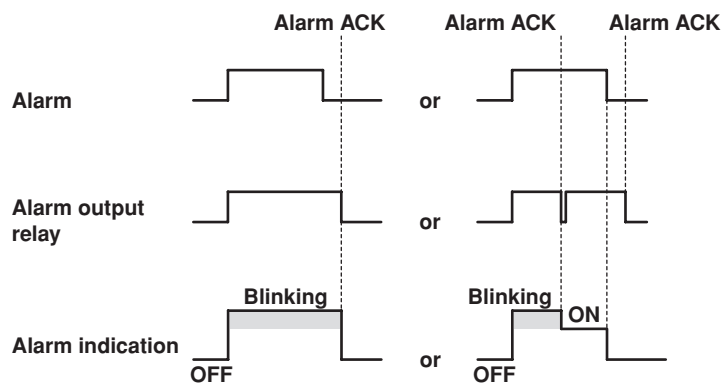 Alarm ACK Alarm ACK Alarm ACK
Alarm or
Alarm output
relay
or
Blinking Blinking ON
Alarm indication or
OFF OFF